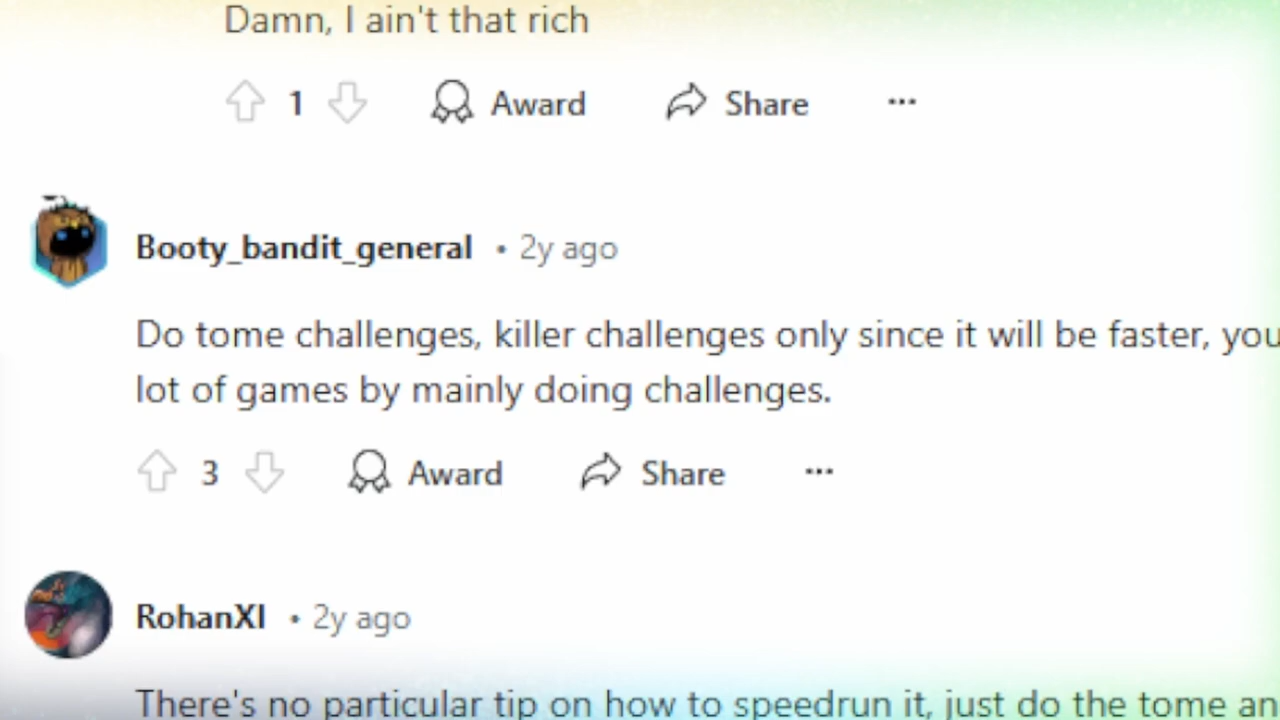 Damn, I ain't that rich
1 Award Share ...
Booty_bandit_general • 2y ago
Do tome challenges, killer challenges only since it will be faster, you
lot of games by mainly doing challenges.
3 Award Share ...
RohanXI • 2y ago
There's no particular tip on how to speedrun it, just do the tome an